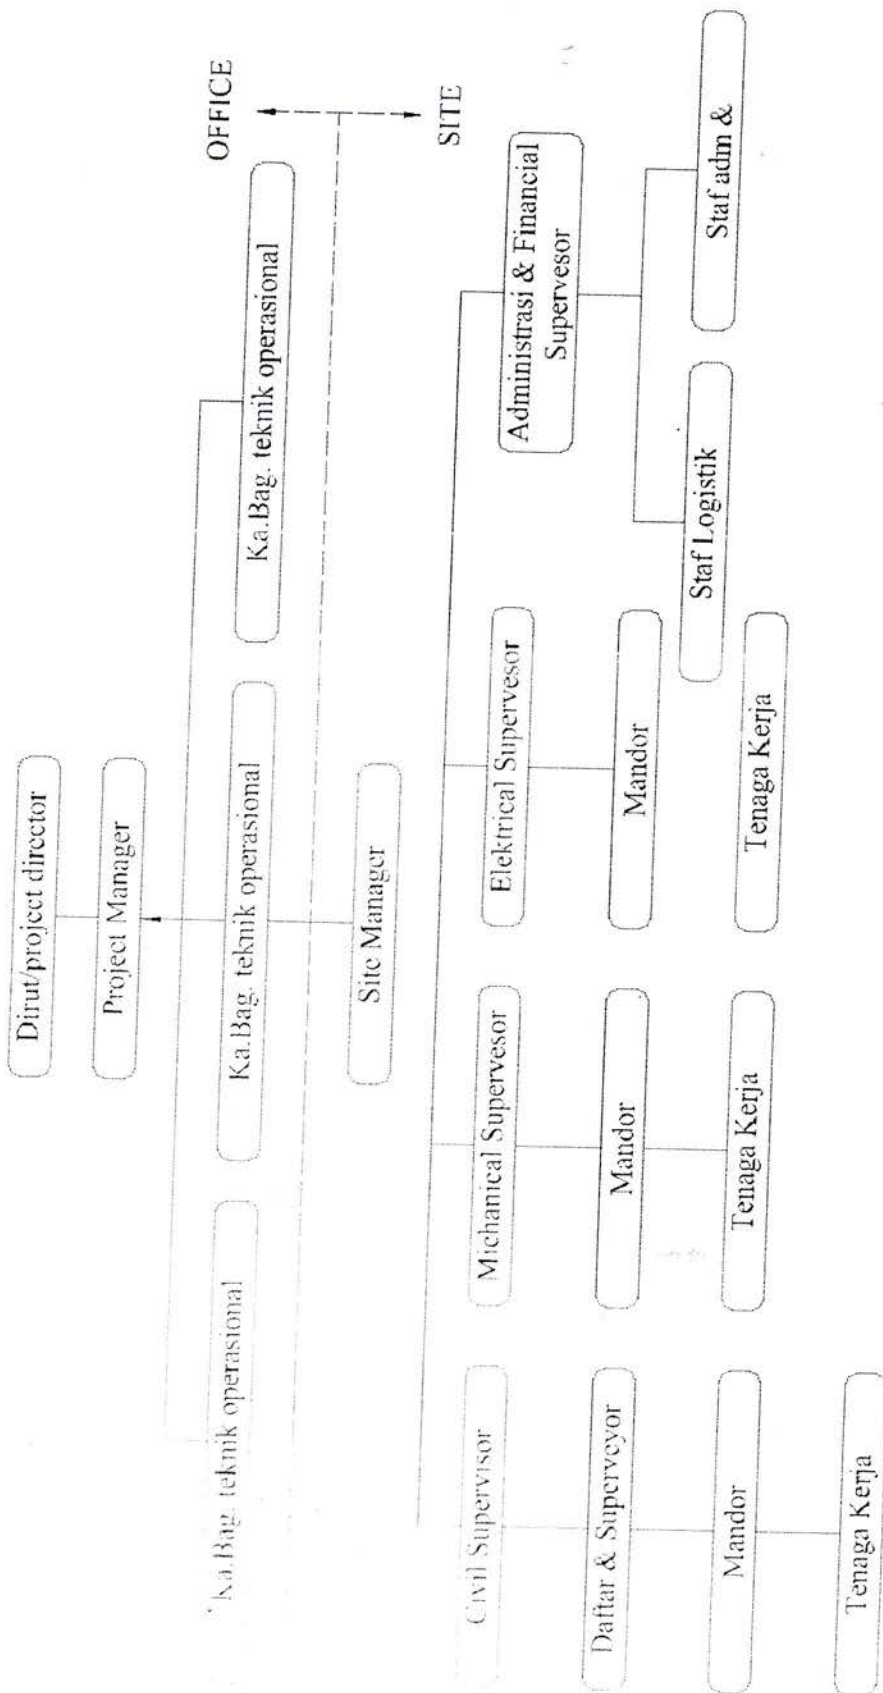 Dirut/project director
Project Manager
OFFICE
Ka.Bag. teknik operasional
Ka.Bag. teknik operasional
Ka.Bag. teknik operasional
Site Manager
SITE
Civil Supervisor
Michanical Supervesor
Elektrical Supervesor
Administrasi & Financial
Supervesor
Daftar & Superveyor
Mandor
Mandor
Staf Logistik
Staf adm &
Mandor
Tenaga Kerja
Tenaga Kerja
Tenaga Kerja